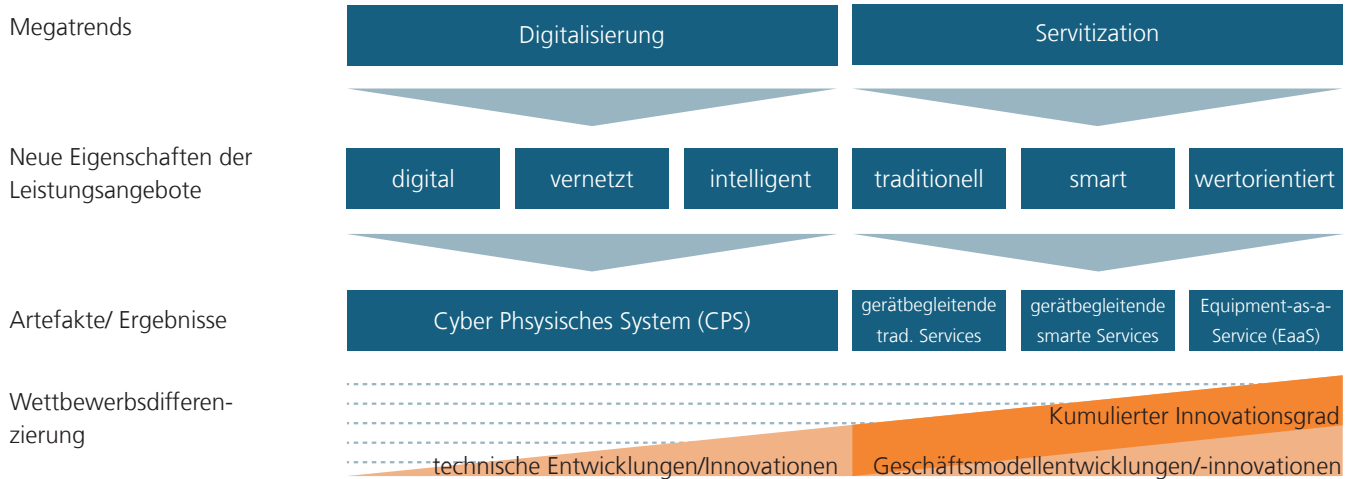 Megatrends
Digitalisierung
Servitization
Neue Eigenschaften der
Leistungsangebote
digital
vernetzt
intelligent
traditionell
smart
wertorientiert
Artefakte/ Ergebnisse
Cyber Phsysisches System (CPS)
gerätbegleitende
trad. Services
gerätbegleitende
smarte Services
Equipment-as-a-
Service (EaaS)
Wettbewerbsdifferen-
zierung
Kumulierter Innovationsgrad
technische Entwicklungen/Innovationen
Geschäftsmodellentwicklungen/-innovationen